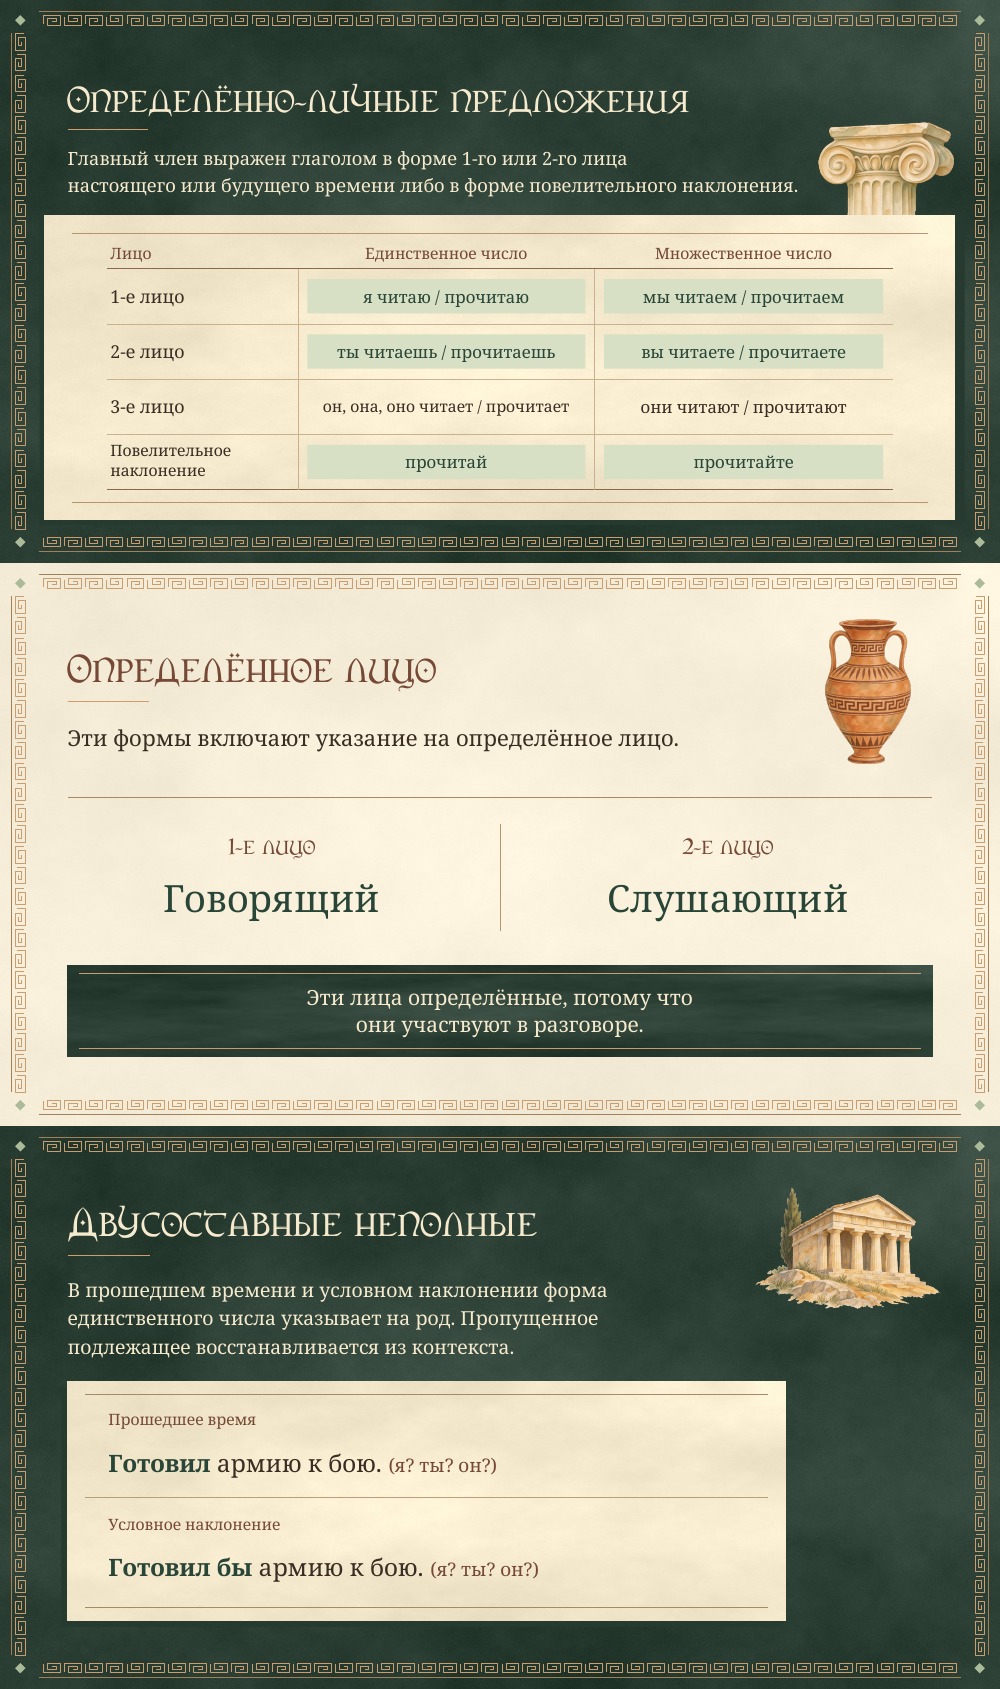 Определённо-личные предложения
Главный член выражен глаголом в форме 1-го или 2-го лица
настоящего или будущего времени либо в форме повелительного наклонения.
Лицо Единственное число Множественное число
1-е лицо я читаю / прочитаю мы читаем / прочитаем
2-е лицо ты читаешь / прочитаешь вы читаете / прочитаете
3-е лицо он, она, оно читает / прочитает они читают / прочитают
Повелительное
наклонение прочитай прочитайте
Определённое лицо
Эти формы включают указание на определённое лицо.
1-е лицо 2-е лицо
Говорящий Слушающий
Эти лица определённые, потому что
они участвуют в разговоре.
Двусоставные неполные
В прошедшем времени и условном наклонении форма
единственного числа указывает на род. Пропущенное
подлежащее восстанавливается из контекста.
Прошедшее время
Готовил армию к бою. (я? ты? он?)
Условное наклонение
Готовил бы армию к бою. (я? ты? он?)